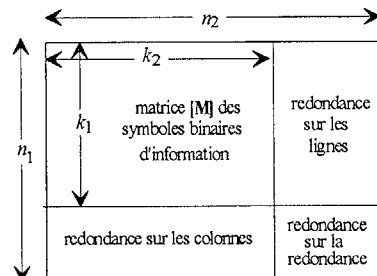 n2
k2
k1
n1
matrice [M] des
symboles binaires
d'information
redondance
sur les
lignes
redondance sur les colonnes
redondance
sur la
redondance